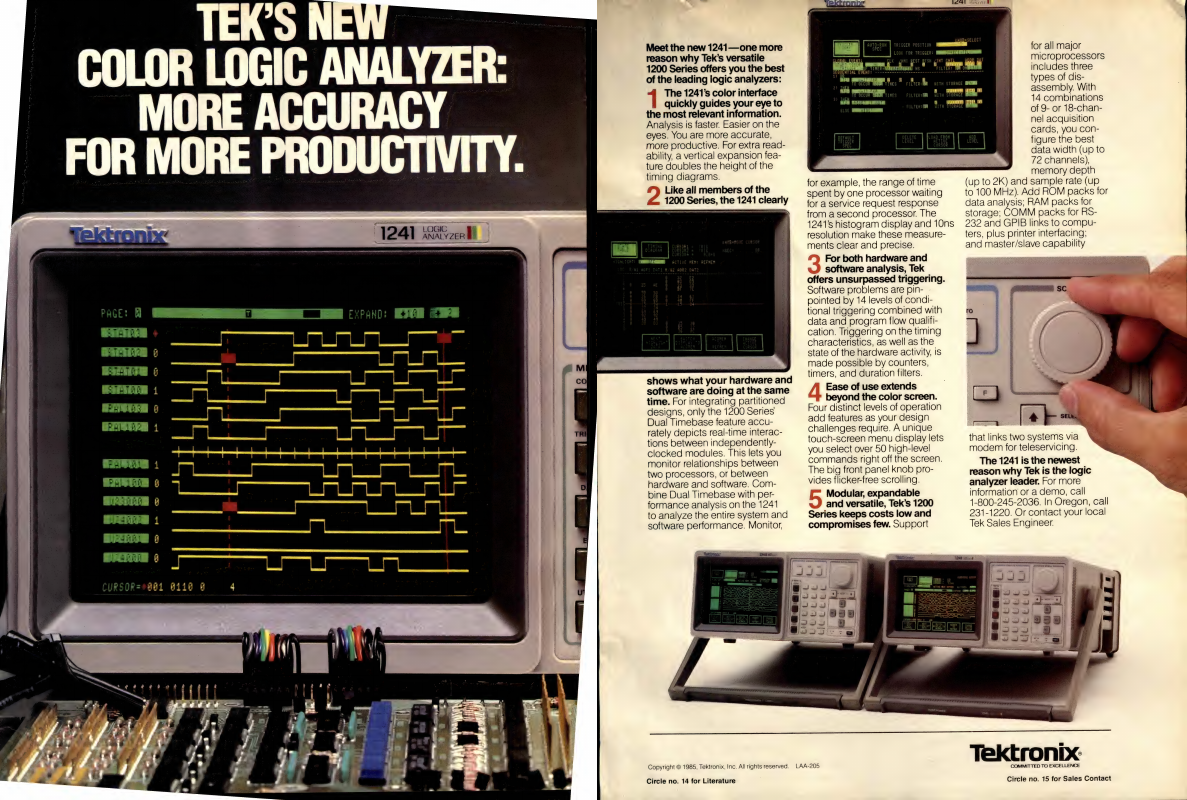 TEK'S NEW
COLOR LOGIC ANALYZER:
MORE ACCURACY
FOR MORE PRODUCTIVITY.
Tektronix
1241 LOGIC ANALYZER
PAGE:
EXPAND:
STAT03
STAT02 0
STAT01 0
STAT00 1
CURSOR= 001 0110 0 4
Meet the new 1241—one more
reason why Tek's versatile
1200 Series offers you the best
of the leading logic analyzers:
1 The 1241's color interface
quickly guides your eye to
the most relevant information.
Analysis is faster. Easier on the
eyes. You are more accurate,
more productive. For extra read-
ability, a vertical expansion fea-
ture doubles the height of the
timing diagrams.
2 Like all members of the
1200 Series, the 1241 clearly
shows what your hardware and
software are doing at the same
time. For integrating partitioned
designs, only the 1200 Series'
Dual Timebase feature accu-
rately depicts real-time interac-
tions between independently-
clocked modules. This lets you
monitor relationships between
two processors, or between
hardware and software. Com-
bine Dual Timebase with per-
formance analysis on the 1241
to analyze the entire system and
software performance. Monitor,
for example, the range of time
spent by one processor waiting
for a service request response
from a second processor. The
1241's histogram display and 10ns
resolution make these measure-
ments clear and precise.
3 For both hardware and
software analysis, Tek
offers unsurpassed triggering.
Software problems are pin-
pointed by 14 levels of condi-
tional triggering combined with
data and program flow qualifi-
cation. Triggering on the timing
characteristics, as well as the
state of the hardware activity, is
made possible by counters,
timers, and duration filters.
4 Ease of use extends
beyond the color screen.
Four distinct levels of operation
add features as your design
challenges require. A unique
touch-screen menu display lets
you select over 50 high-level
commands right off the screen.
The big front panel knob pro-
vides flicker-free scrolling.
5 Modular, expandable
and versatile, Tek's 1200
Series keeps costs low and
compromises few. Support
for all major
microprocessors
includes three
types of dis-
assembly. With
14 combinations
of 9- or 18-chan-
nel acquisition
cards, you con-
figure the best
data width (up to
72 channels),
memory depth
(up to 2K) and sample rate (up
to 100 MHz). Add ROM packs for
data analysis; RAM packs for
storage; COMM packs for RS-
232 and GPIB links to compu-
ters, plus printer interfacing;
and master/slave capability
that links two systems via
modem for teleservicing.
The 1241 is the newest
reason why Tek is the logic
analyzer leader. For more
information or a demo, call
1-800-245-2036. In Oregon, call
231-1220. Or contact your local
Tek Sales Engineer.
Tektronix
COMMITTED TO EXCELLENCE
Copyright © 1985, Tektronix, Inc. All rights reserved. LAA-205
Circle no. 14 for Literature
Circle no. 15 for Sales Contact